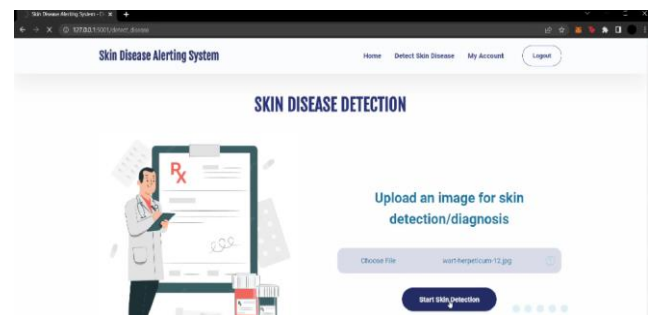 Skin Disease Alerting System - D
127.0.0.1:5001/detect_disease
Skin Disease Alerting System
Home Detect Skin Disease My Account Logout
SKIN DISEASE DETECTION
Rx
Upload an image for skin
detection/diagnosis
Choose File wart-herpeticum-12.jpg
Start Skin Detection